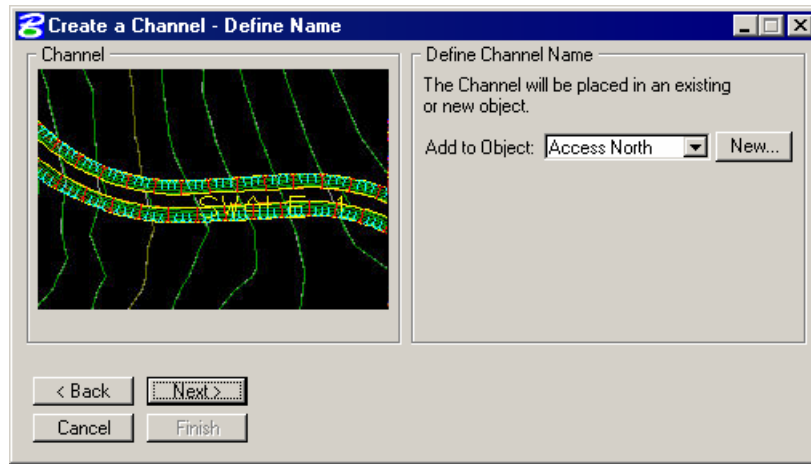 Create a Channel - Define Name
Channel
SWALE 1
Define Channel Name
The Channel will be placed in an existing
or new object.
Add to Object: Access North New...
< Back Next >
Cancel Finish